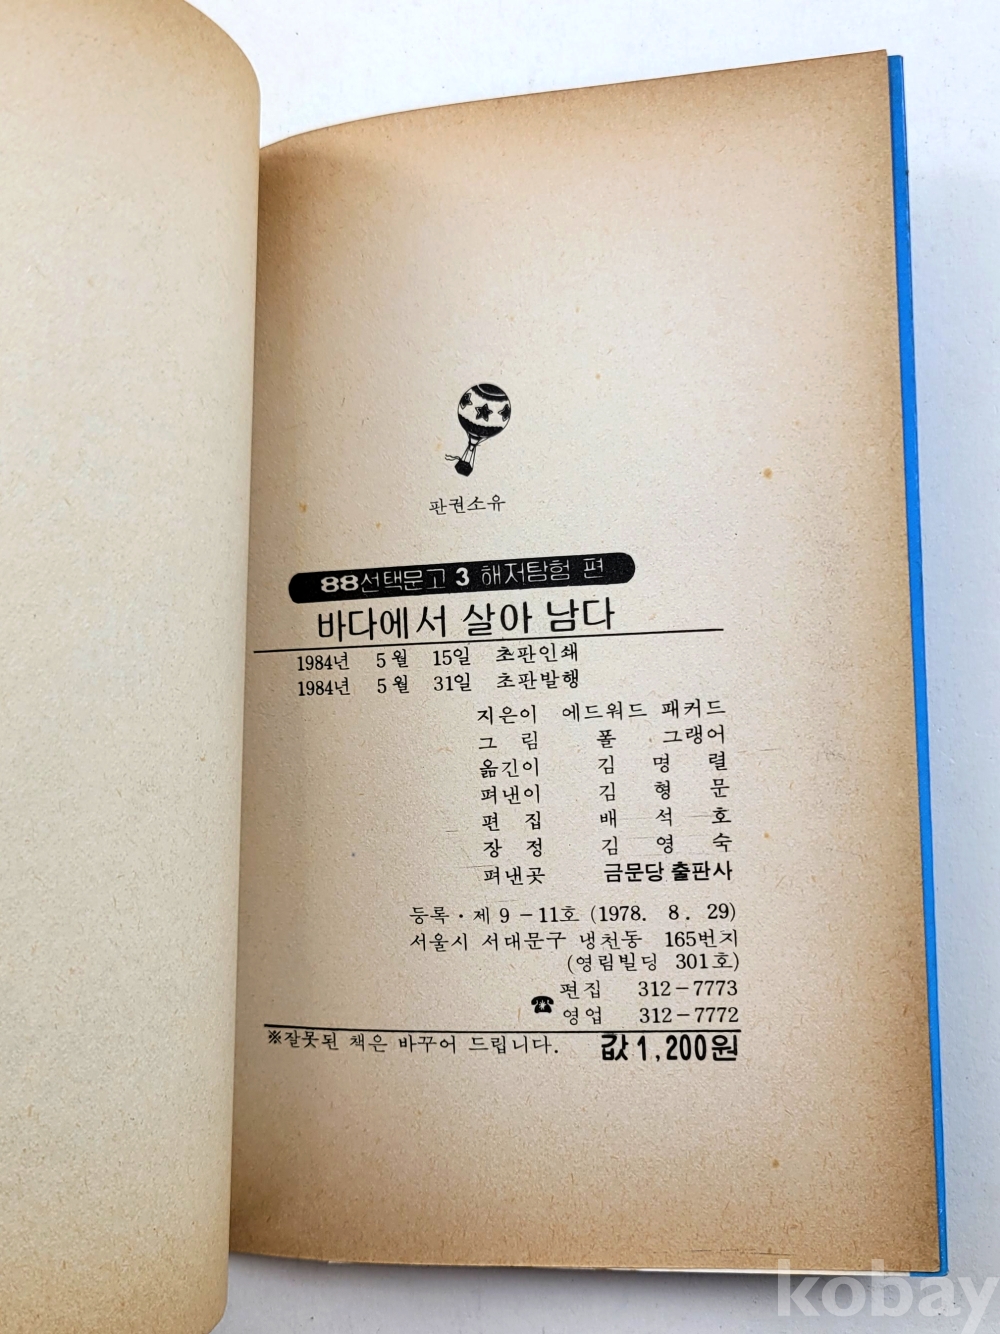 판권소유
88선택문고 3 해저탐험 편
바다에서 살아 남다
1984년 5월 15일 초판인쇄
1984년 5월 31일 초판발행
지은이 에드워드 패커드
그 림 폴 그랭어
옮긴이 김 명 렬
펴낸이 김 형 문
편 집 배 석 호
장 정 김 영 숙
펴낸곳 금문당 출판사
등록·제 9-11호 (1978. 8. 29)
서울시 서대문구 냉천동 165번지
(영림빌딩 301호)
편집 312-7773
영업 312-7772
※잘못된 책은 바꾸어 드립니다. 값 1,200원
kobay